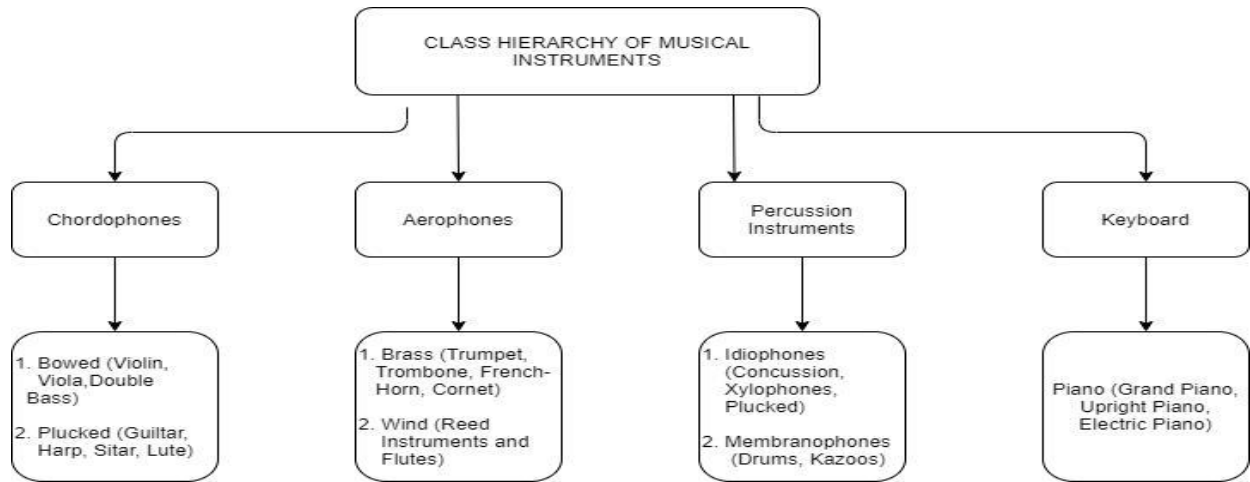 CLASS HIERARCHY OF MUSICAL
INSTRUMENTS
Chordophones
Aerophones
Percussion
Instruments
Keyboard
1. Bowed (Violin,
Viola,Double
Bass)
2. Plucked (Guiltar,
Harp, Sitar, Lute)
1. Brass (Trumpet,
Trombone, French-
Horn, Cornet)
2. Wind (Reed
Instruments and
Flutes)
1. Idiophones
(Concussion,
Xylophones,
Plucked)
2. Membranophones
(Drums, Kazoos)
Piano (Grand Piano,
Upright Piano,
Electric Piano)